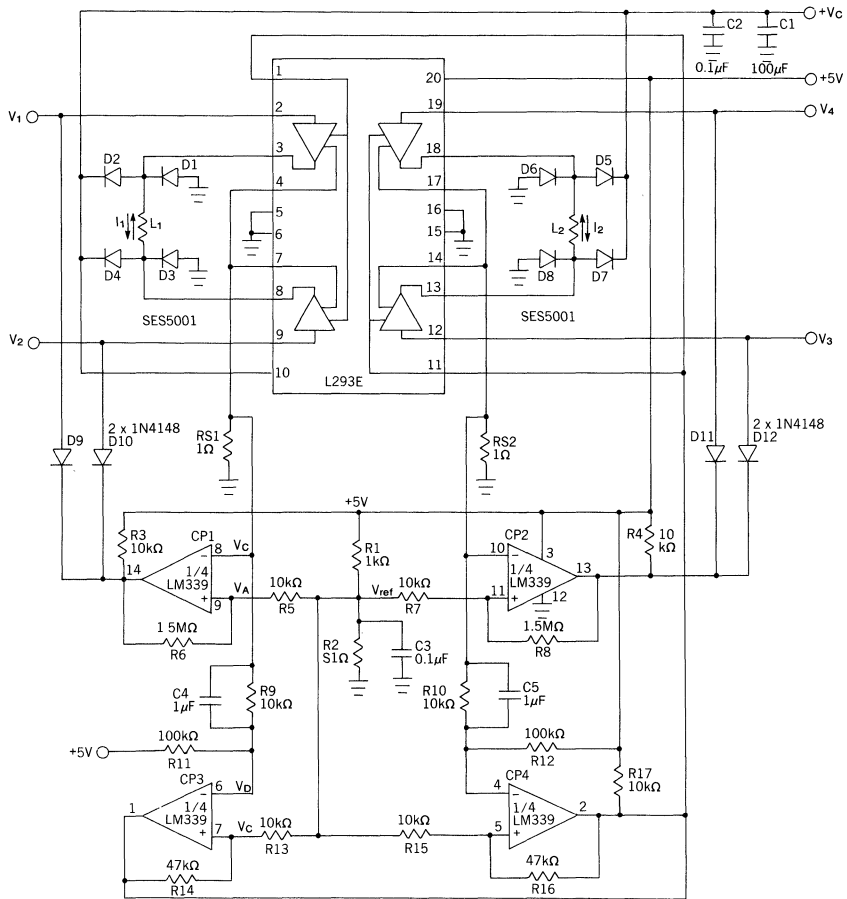 +VC
C2
C1
0.1μF
100μF
1
20
+5V
2
19
V1
V4
D2
D1
3
18
D6
D5
4
17
I1
L1
5
16
L2
I2
6
15
7
14
D4
D3
8
13
D8
D7
SES5001
SES5001
V2
9
12
V3
10
11
L293E
RS1
1Ω
RS2
1Ω
D9
2 x 1N4148
D10
D11
2 x 1N4148
D12
+5V
R3
10kΩ
CP1
8
VC
R1
1kΩ
10
CP2
3
R4
10
kΩ
14
1/4
LM339
9
VA
10kΩ
R5
Vref
10kΩ
R7
11
1/4
LM339
12
13
1 5MΩ
R6
R2
S1Ω
C3
0.1μF
1.5MΩ
R8
C4
1μF
R9
10kΩ
R10
10kΩ
C5
1μF
+5V
100kΩ
R11
100kΩ
R12
R17
10kΩ
CP3
6
VD
4
CP4
1
1/4
LM339
7
VC
10kΩ
R13
10kΩ
R15
5
1/4
LM339
2
47kΩ
R14
47kΩ
R16